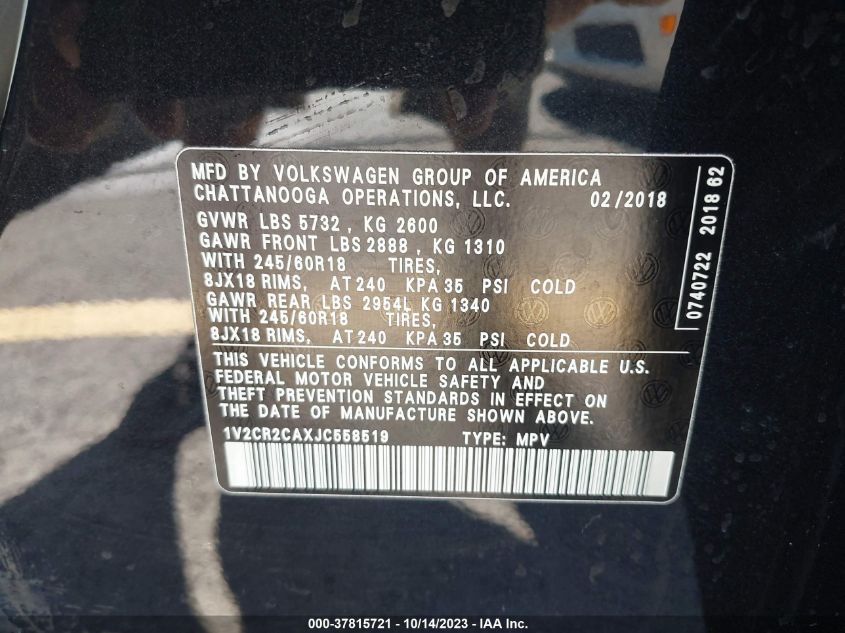 MFD BY VOLKSWAGEN GROUP OF AMERICA
CHATTANOOGA OPERATIONS, LLC. 02/2018
GVWR LBS 5732 , KG 2600
GAWR FRONT LBS 2888 , KG 1310
WITH 245/60R18 TIRES,
8JX18 RIMS, AT 240 KPA 35 PSI COLD
GAWR REAR LBS 2954L KG 1340
WITH 245/60R18 TIRES,
8JX18 RIMS, AT 240 KPA 35 PSI COLD
THIS VEHICLE CONFORMS TO ALL APPLICABLE U.S.
FEDERAL MOTOR VEHICLE SAFETY AND
THEFT PREVENTION STANDARDS IN EFFECT ON
THE DATE OF MANUFACTURE SHOWN ABOVE.
1V2CR2CAXJC558519 TYPE: MPV
0740722 2018 62
000-37815721 - 10/14/2023 - IAA Inc.